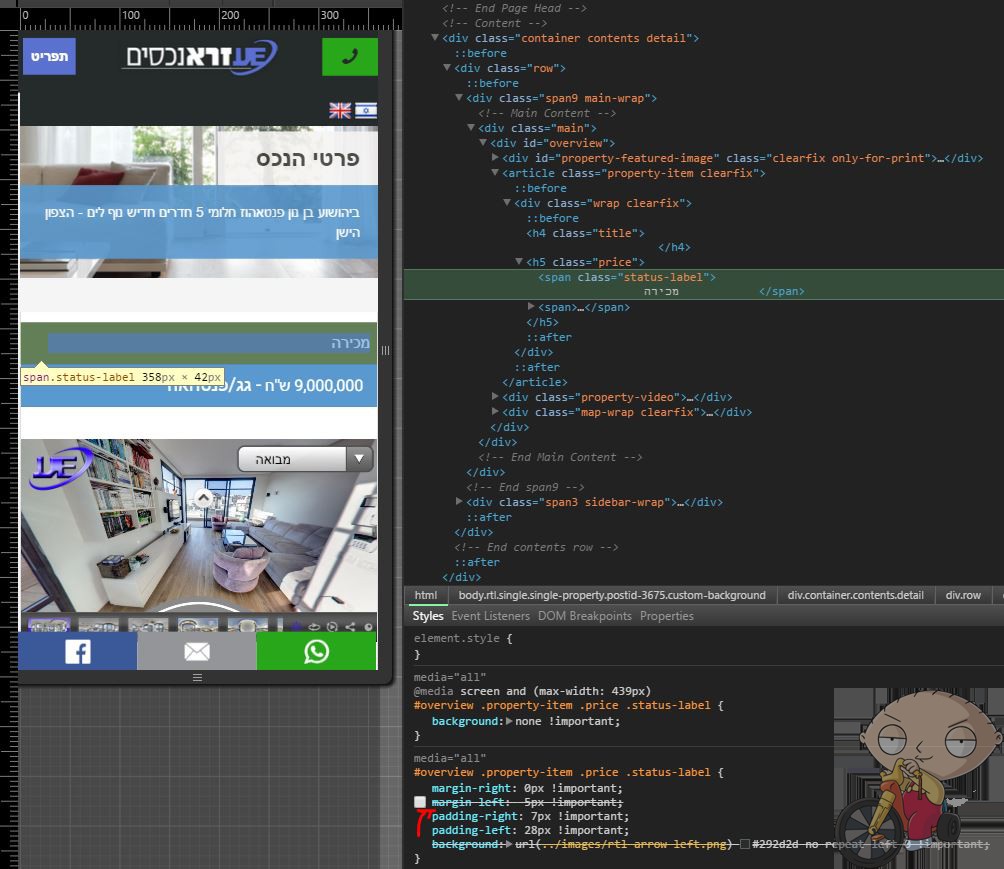 0 100 200 300
תפריט
זרא נכסים
פרטי הנכס
ביהושוע בן נון פנטאהוז חלומי 5 חדרים חדיש נוף לים - הצפון
הישן
מכירה
span.status-label 358px × 42px
9,000,000 ש"ח - גג/פנטהאוז
מבואה
<!-- End Page Head -->
<!-- Content -->
<div class="container contents detail">
::before
<div class="row">
::before
<div class="span9 main-wrap">
<!-- Main Content -->
<div class="main">
<div id="overview">
<div id="property-featured-image" class="clearfix only-for-print">…</div>
<article class="property-item clearfix">
::before
<div class="wrap clearfix">
::before
<h4 class="title">
</h4>
<h5 class="price">
<span class="status-label">
מכירה </span>
<span>…</span>
</h5>
::after
</div>
::after
</article>
<div class="property-video">…</div>
<div class="map-wrap clearfix">…</div>
</div>
</div>
<!-- End Main Content -->
</div>
<!-- End span9 -->
<div class="span3 sidebar-wrap">…</div>
::after
</div>
<!-- End contents row -->
::after
</div>
html body.rtl.single.single-property.postid-3675.custom-background div.container.contents.detail div.row
Styles Event Listeners DOM Breakpoints Properties
element.style {
}
media="all"
@media screen and (max-width: 439px)
#overview .property-item .price .status-label {
background: none !important;
}
media="all"
#overview .property-item .price .status-label {
margin-right: 0px !important;
margin-left: -5px !important;
padding-right: 7px !important;
padding-left: 28px !important;
background: url(../images/rtl-arrow-left.png) #292d2d no-repeat left 0 !important;
}